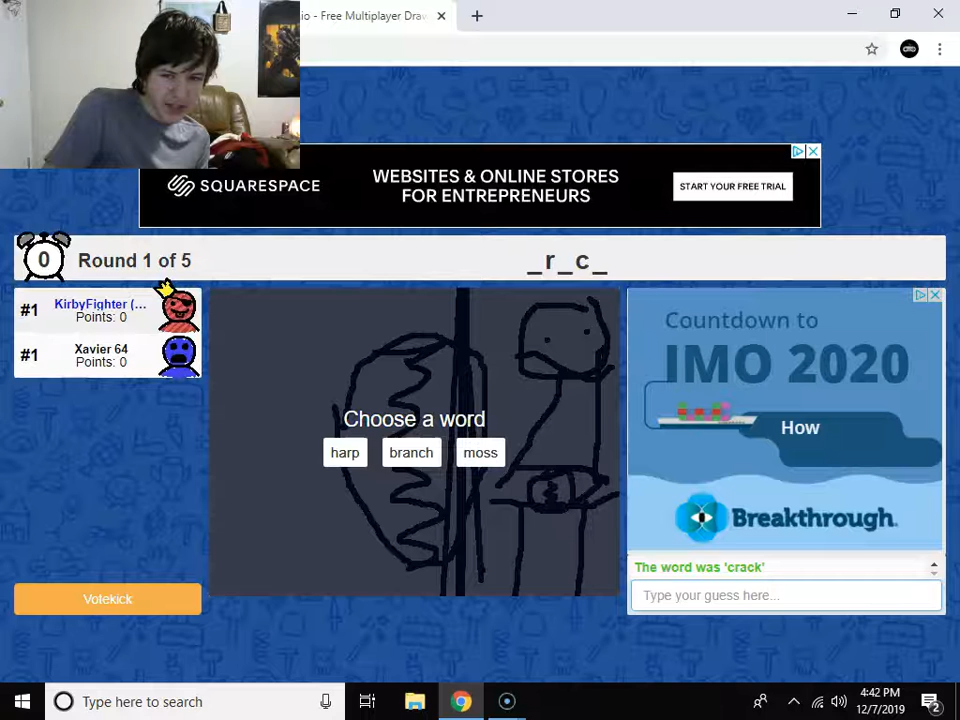 io - Free Multiplayer Draw
SQUARESPACE
WEBSITES & ONLINE STORES
FOR ENTREPRENEURS
START YOUR FREE TRIAL
0
Round 1 of 5
_r_c_
#1
KirbyFighter (...
Points: 0
#1
Xavier 64
Points: 0
Choose a word
harp
branch
moss
Countdown to
IMO 2020
How
Breakthrough.
The word was 'crack'
Type your guess here...
Votekick
Type here to search
4:42 PM
12/7/2019
2